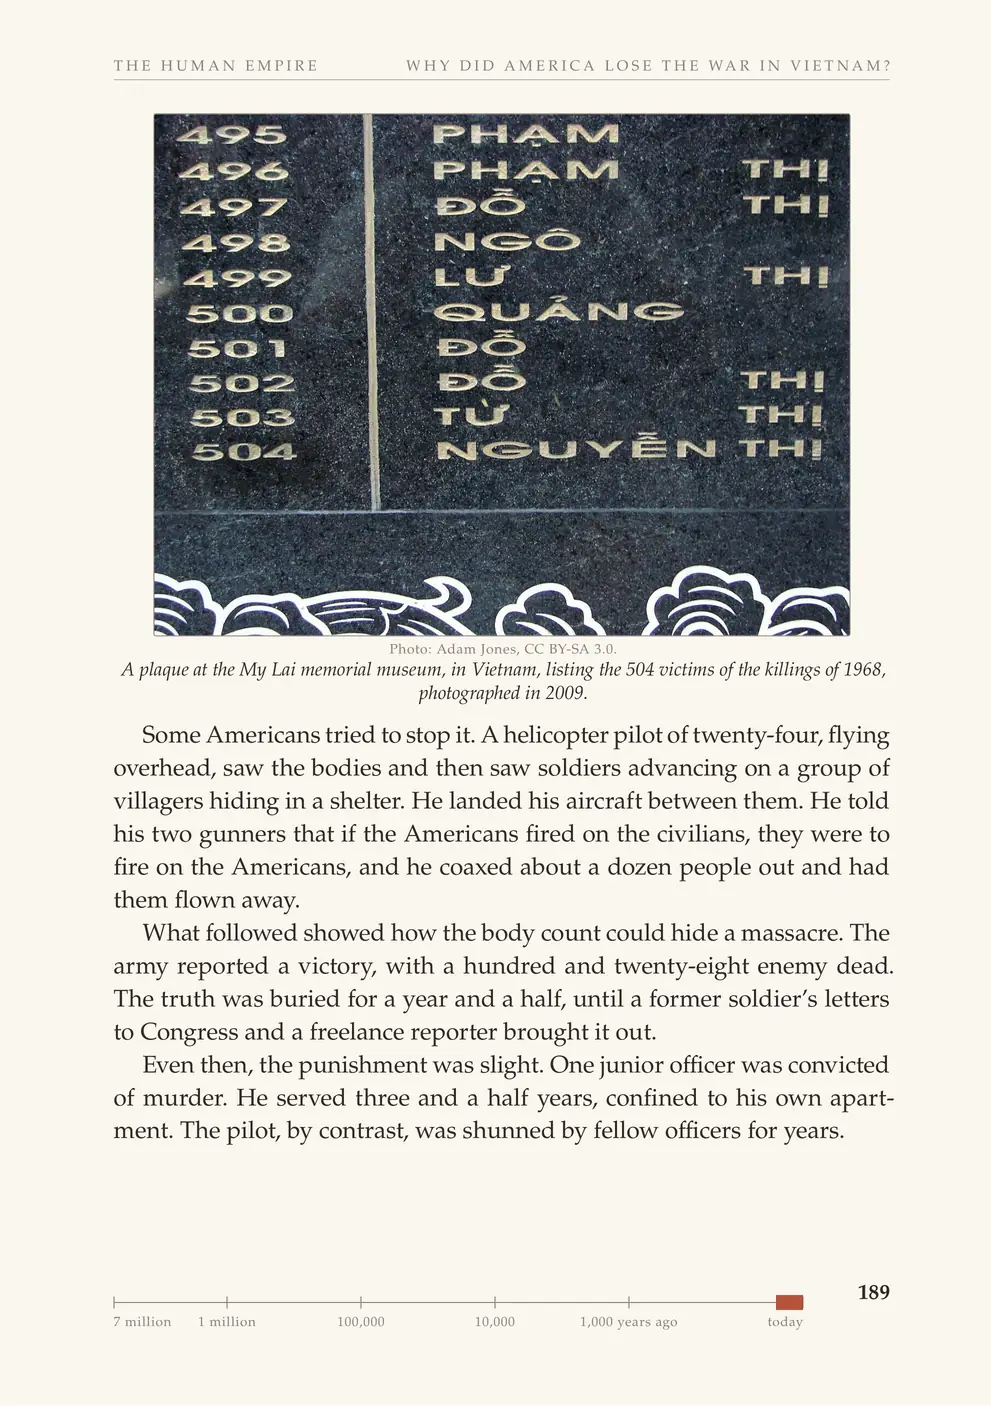 THE HUMAN EMPIRE WHY DID AMERICA LOSE THE WAR IN VIETNAM?
495 PHẠM
496 PHẠM THỊ
497 ĐỖ THỊ
498 NGÔ
499 LƯ THỊ
500 QUẢNG
501 ĐỖ
502 ĐỖ THỊ
503 TỪ THỊ
504 NGUYỄN THỊ
Photo: Adam Jones, CC BY-SA 3.0.
A plaque at the My Lai memorial museum, in Vietnam, listing the 504 victims of the killings of 1968,
photographed in 2009.
Some Americans tried to stop it. A helicopter pilot of twenty-four, flying
overhead, saw the bodies and then saw soldiers advancing on a group of
villagers hiding in a shelter. He landed his aircraft between them. He told
his two gunners that if the Americans fired on the civilians, they were to
fire on the Americans, and he coaxed about a dozen people out and had
them flown away.
What followed showed how the body count could hide a massacre. The
army reported a victory, with a hundred and twenty-eight enemy dead.
The truth was buried for a year and a half, until a former soldier’s letters
to Congress and a freelance reporter brought it out.
Even then, the punishment was slight. One junior officer was convicted
of murder. He served three and a half years, confined to his own apart-
ment. The pilot, by contrast, was shunned by fellow officers for years.
189
7 million 1 million 100,000 10,000 1,000 years ago today